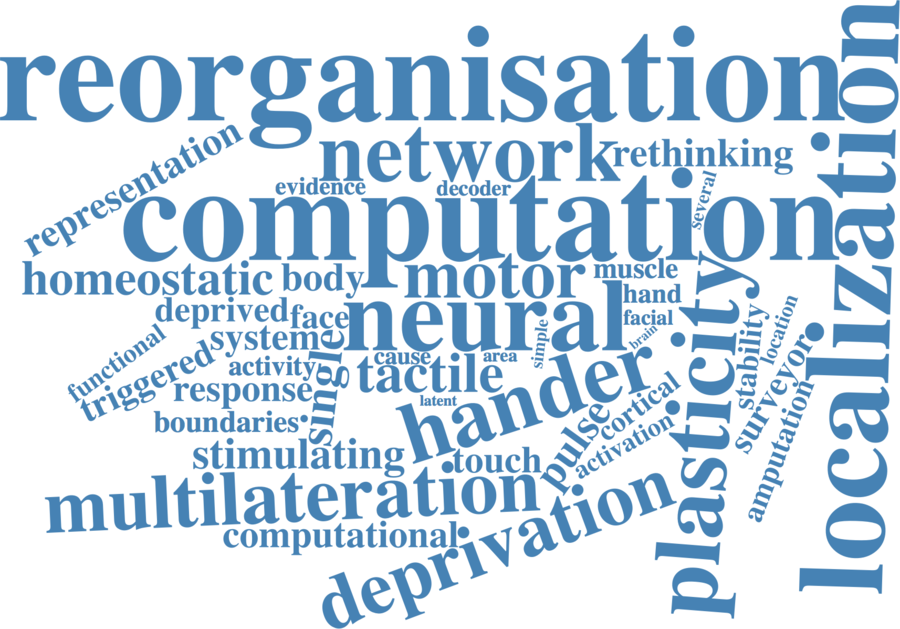 reorganisation
localization
network
rethinking
representation
evidence
decoder
several
computation
homeostatic
body
motor
muscle
hand
plasticity
deprived
face
neural
facial
location
functional
systeme
simple
brain
stability
triggered
activity
cause
area
surveyor
response
single
tactile
hander
latent
boundaries
cortical
pulse
activation
amputation
stimulating
touch
multilateration
computational
deprivation